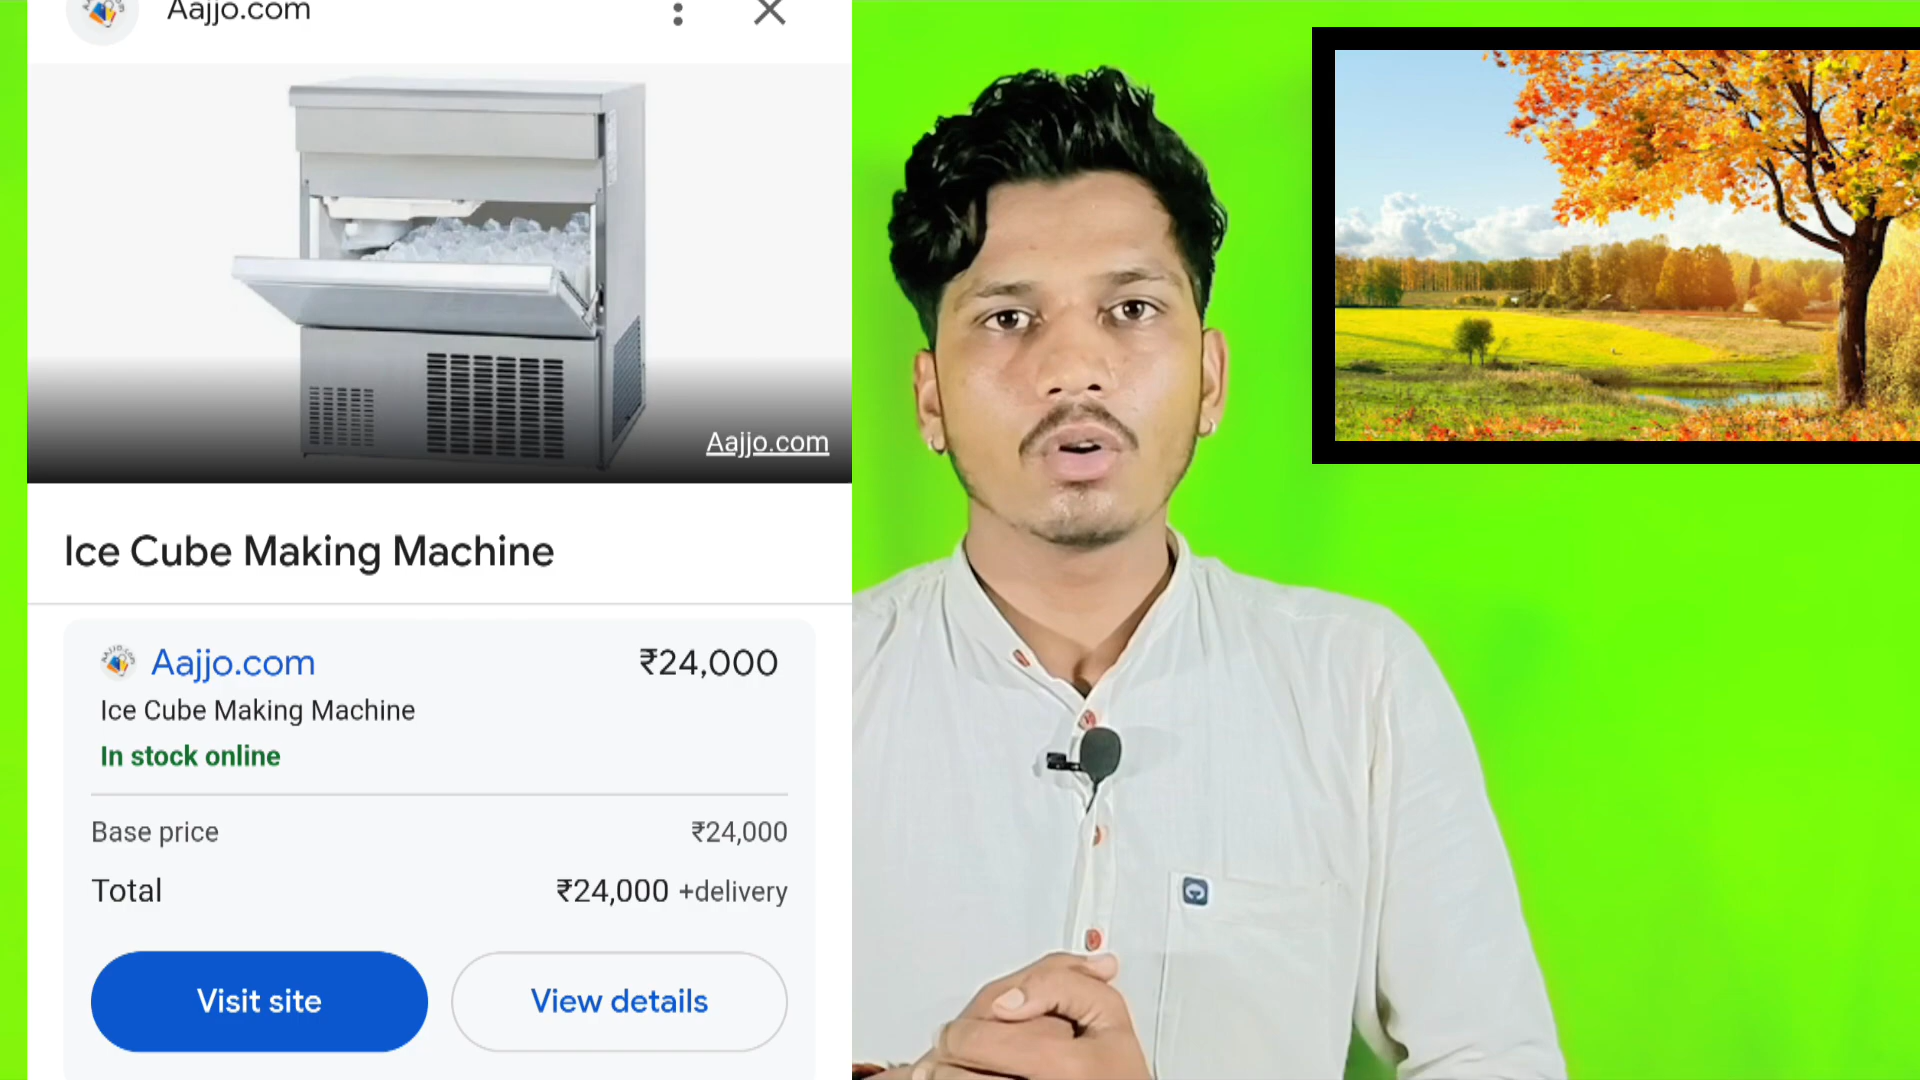 Aajjo.com
Aajjo.com
Ice Cube Making Machine
Aajjo.com ₹24,000
Ice Cube Making Machine
In stock online
Base price ₹24,000
Total ₹24,000 +delivery
Visit site View details